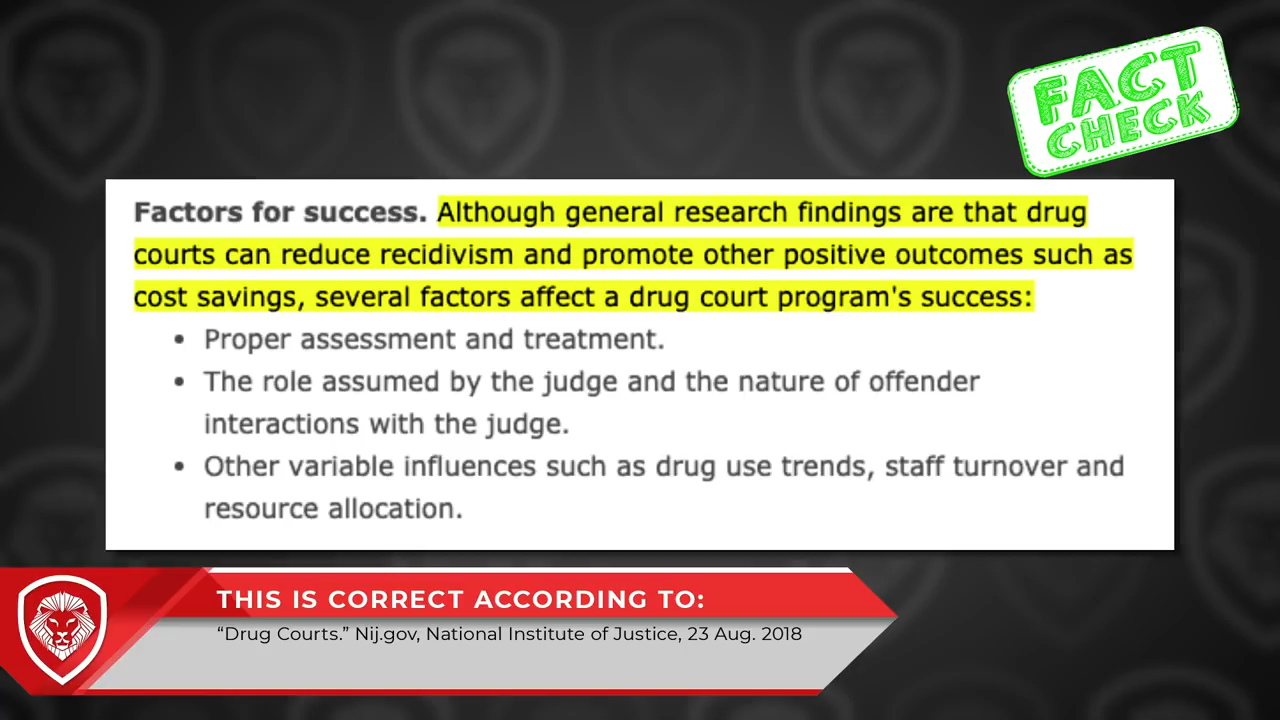 FACT
CHECK
Factors for success. Although general research findings are that drug
courts can reduce recidivism and promote other positive outcomes such as
cost savings, several factors affect a drug court program's success:
• Proper assessment and treatment.
• The role assumed by the judge and the nature of offender
interactions with the judge.
• Other variable influences such as drug use trends, staff turnover and
resource allocation.
THIS IS CORRECT ACCORDING TO:
“Drug Courts.” Nij.gov, National Institute of Justice, 23 Aug. 2018